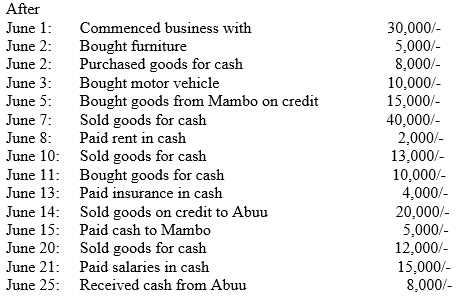 After
June 1: Commenced business with 30,000/-
June 2: Bought furniture 5,000/-
June 2: Purchased goods for cash 8,000/-
June 3: Bought motor vehicle 10,000/-
June 5: Bought goods from Mambo on credit 15,000/-
June 7: Sold goods for cash 40,000/-
June 8: Paid rent in cash 2,000/-
June 10: Sold goods for cash 13,000/-
June 11: Bought goods for cash 10,000/-
June 13: Paid insurance in cash 4,000/-
June 14: Sold goods on credit to Abuu 20,000/-
June 15: Paid cash to Mambo 5,000/-
June 20: Sold goods for cash 12,000/-
June 21: Paid salaries in cash 15,000/-
June 25: Received cash from Abuu 8,000/-